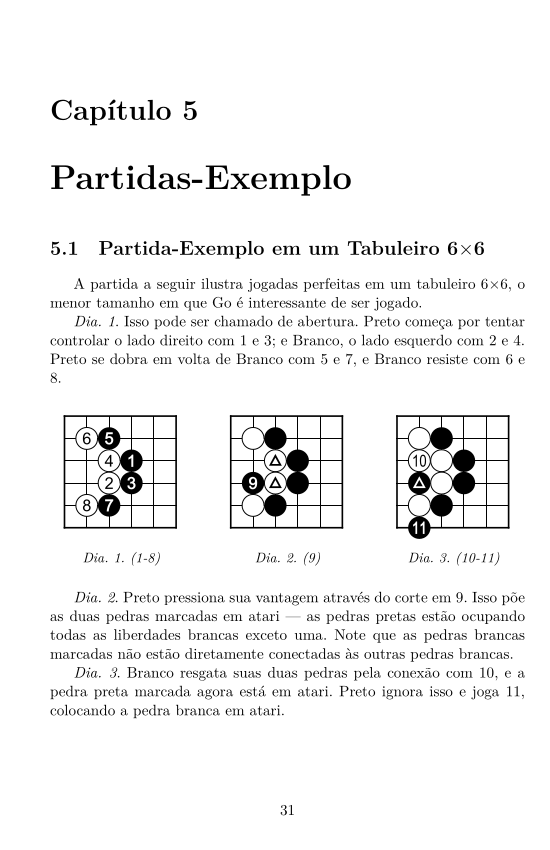 Capítulo 5
Partidas-Exemplo
5.1 Partida-Exemplo em um Tabuleiro 6×6
A partida a seguir ilustra jogadas perfeitas em um tabuleiro 6×6, o
menor tamanho em que Go é interessante de ser jogado.
Dia. 1. Isso pode ser chamado de abertura. Preto começa por tentar
controlar o lado direito com 1 e 3; e Branco, o lado esquerdo com 2 e 4.
Preto se dobra em volta de Branco com 5 e 7, e Branco resiste com 6 e
8.
6 5
4 1
2 3
8 7
Dia. 1. (1-8)
9
Dia. 2. (9)
10
11
Dia. 3. (10-11)
Dia. 2. Preto pressiona sua vantagem através do corte em 9. Isso põe
as duas pedras marcadas em atari — as pedras pretas estão ocupando
todas as liberdades brancas exceto uma. Note que as pedras brancas
marcadas não estão diretamente conectadas às outras pedras brancas.
Dia. 3. Branco resgata suas duas pedras pela conexão com 10, e a
pedra preta marcada agora está em atari. Preto ignora isso e joga 11,
colocando a pedra branca em atari.
31